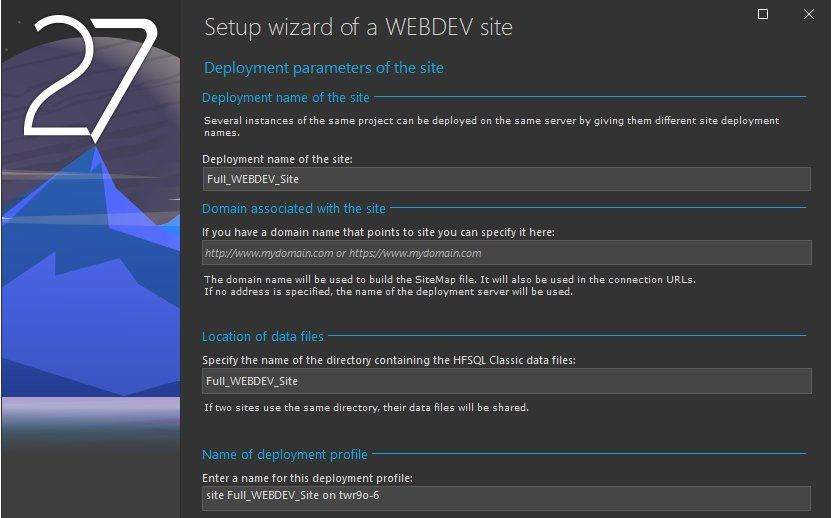 27
Setup wizard of a WEBDEV site
Deployment parameters of the site
Deployment name of the site
Several instances of the same project can be deployed on the same server by giving them different site deployment
names.
Deployment name of the site:
Full_WEBDEV_Site
Domain associated with the site
If you have a domain name that points to site you can specify it here:
http://www.mydomain.com or https://www.mydomain.com
The domain name will be used to build the SiteMap file. It will also be used in the connection URLs.
If no address is specified, the name of the deployment server will be used.
Location of data files
Specify the name of the directory containing the HFSQL Classic data files:
Full_WEBDEV_Site
If two sites use the same directory, their data files will be shared.
Name of deployment profile
Enter a name for this deployment profile:
site Full_WEBDEV_Site on twr9o-6